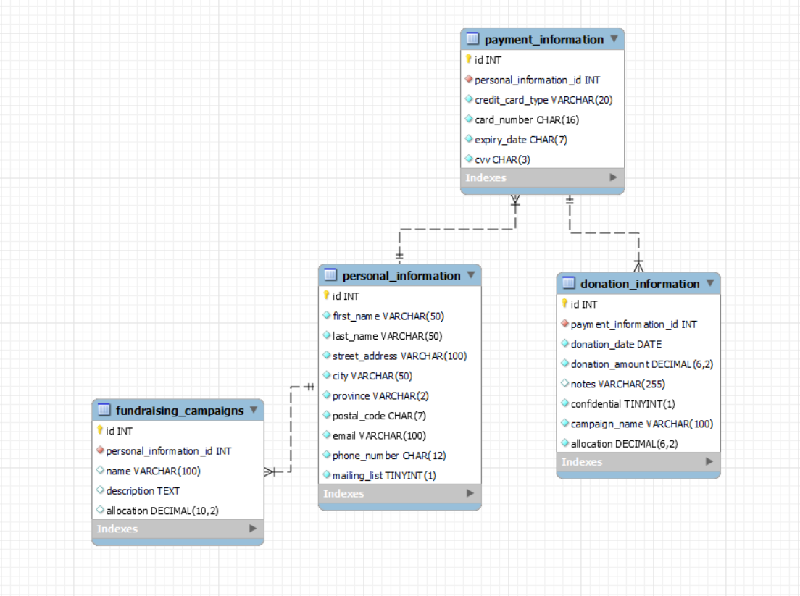 payment_information
id INT
personal_information_id INT
credit_card_type VARCHAR(20)
card_number CHAR(16)
expiry_date CHAR(7)
cvv CHAR(3)
Indexes
personal_information
id INT
first_name VARCHAR(50)
last_name VARCHAR(50)
street_address VARCHAR(100)
city VARCHAR(50)
province VARCHAR(2)
postal_code CHAR(7)
email VARCHAR(100)
phone_number CHAR(12)
mailing_list TINYINT(1)
Indexes
donation_information
id INT
payment_information_id INT
donation_date DATE
donation_amount DECIMAL(6,2)
notes VARCHAR(255)
confidential TINYINT(1)
campaign_name VARCHAR(100)
allocation DECIMAL(6,2)
Indexes
fundraising_campaigns
id INT
personal_information_id INT
name VARCHAR(100)
description TEXT
allocation DECIMAL(10,2)
Indexes